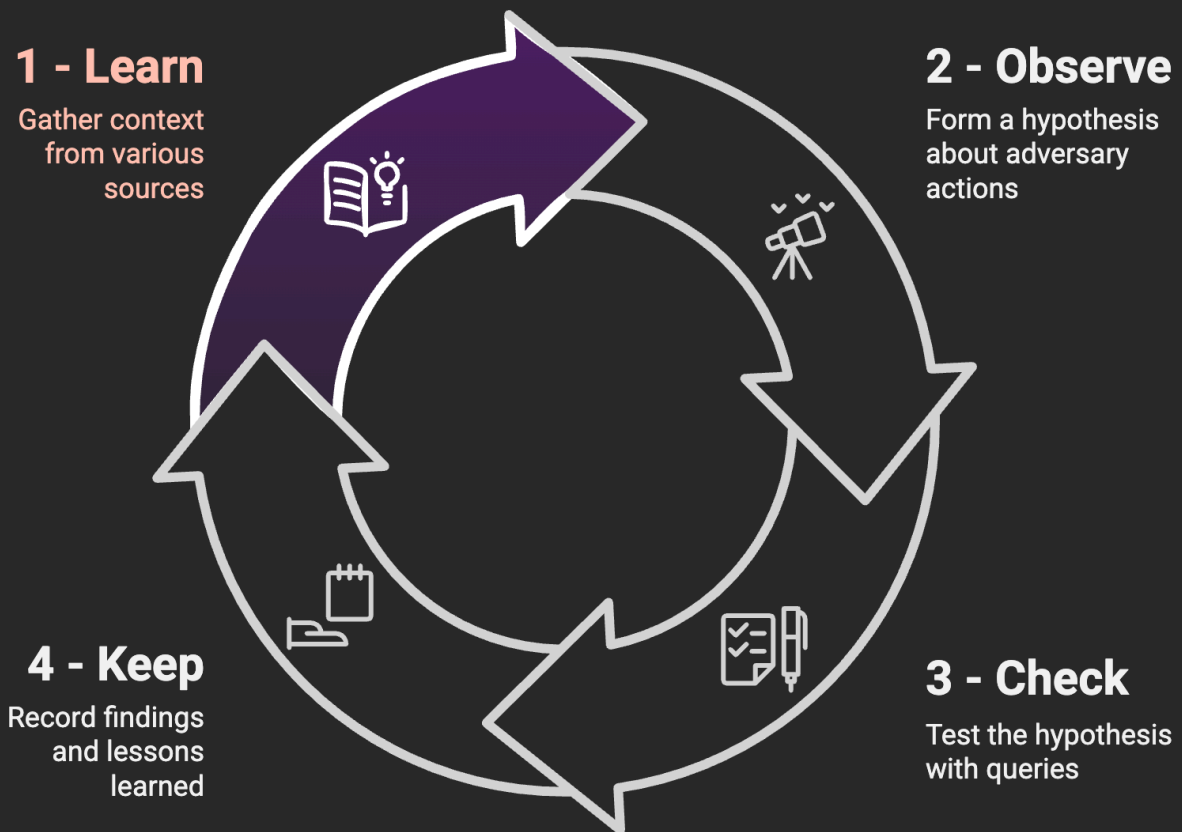 1 - Learn
Gather context
from various
sources
2 - Observe
Form a hypothesis
about adversary
actions
3 - Check
Test the hypothesis
with queries
4 - Keep
Record findings
and lessons
learned